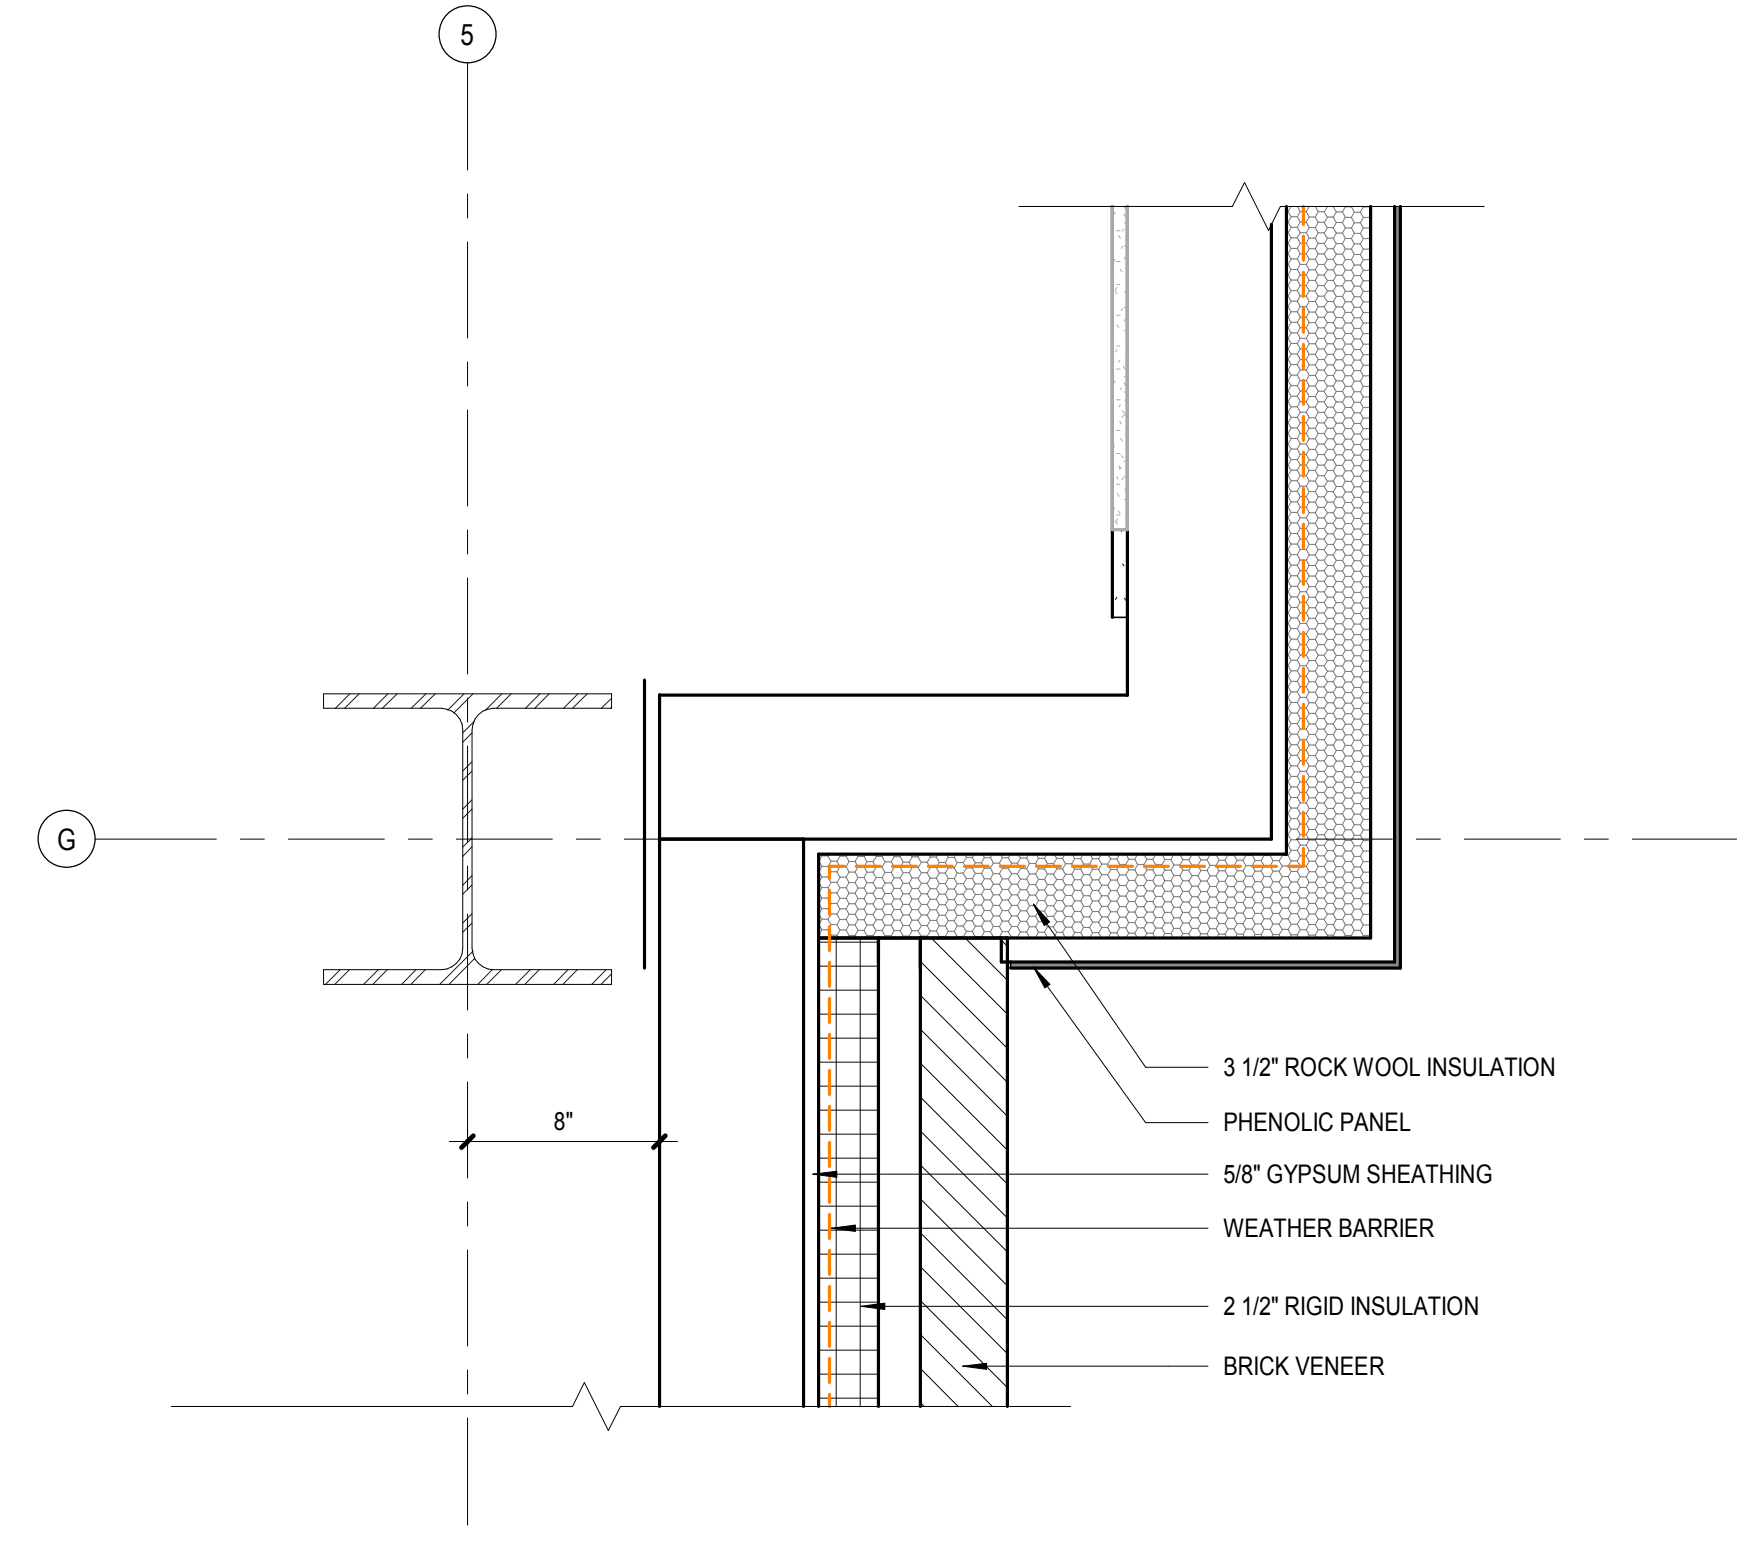 5
G
3 1/2" ROCK WOOL INSULATION
PHENOLIC PANEL
8"
5/8" GYPSUM SHEATHING
WEATHER BARRIER
2 1/2" RIGID INSULATION
BRICK VENEER